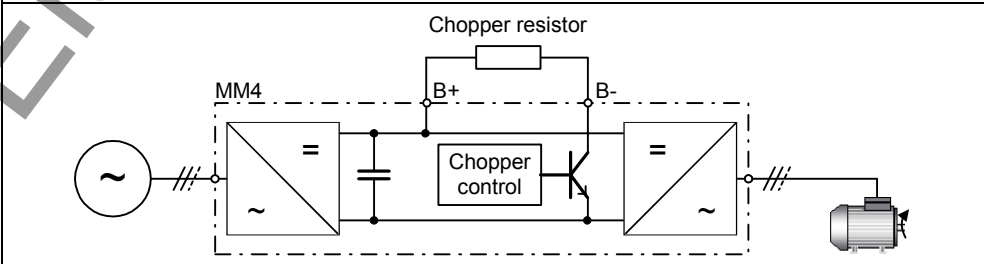 Chopper resistor
MM4
B+
B-
=
=
Chopper
control
~
~
~